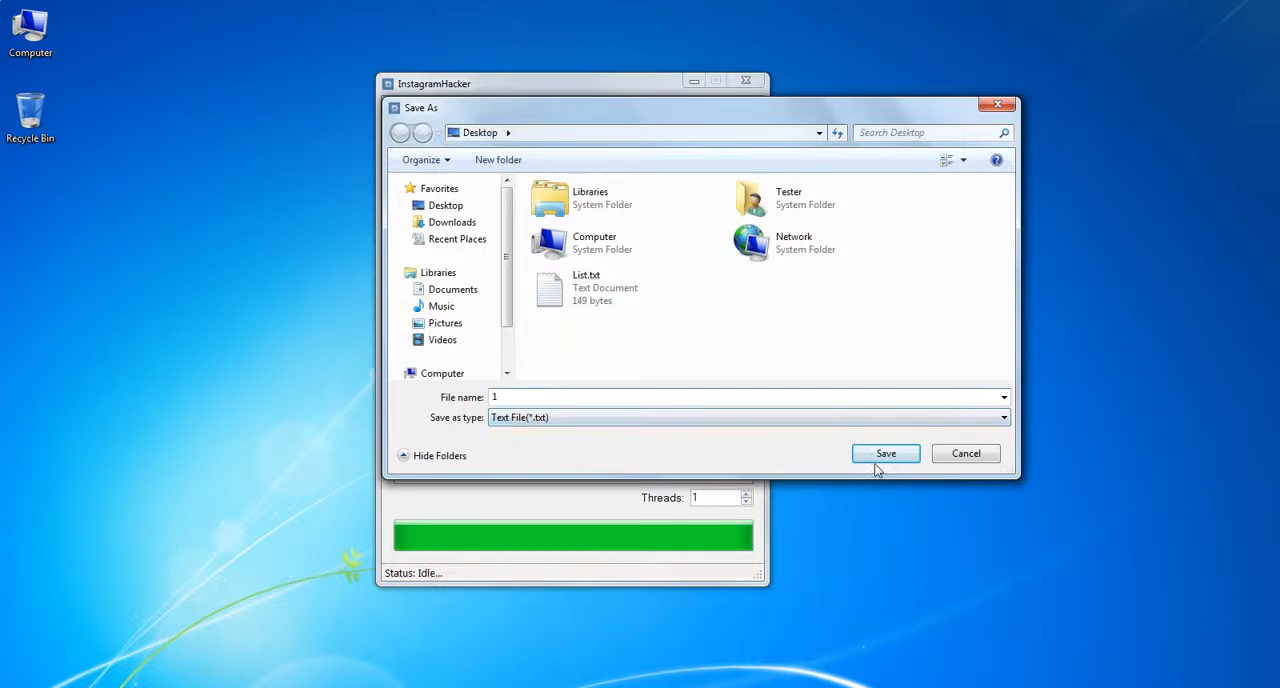 Computer
Recycle Bin
InstagramHacker
Save As
Desktop
Search Desktop
Organize
New folder
Favorites
Desktop
Downloads
Recent Places
Libraries
Documents
Music
Pictures
Videos
Computer
Libraries
System Folder
Tester
System Folder
Computer
System Folder
Network
System Folder
List.txt
Text Document
149 bytes
File name: 1
Save as type: Text File(*.txt)
Hide Folders
Save
Cancel
Threads: 1
Status: Idle...